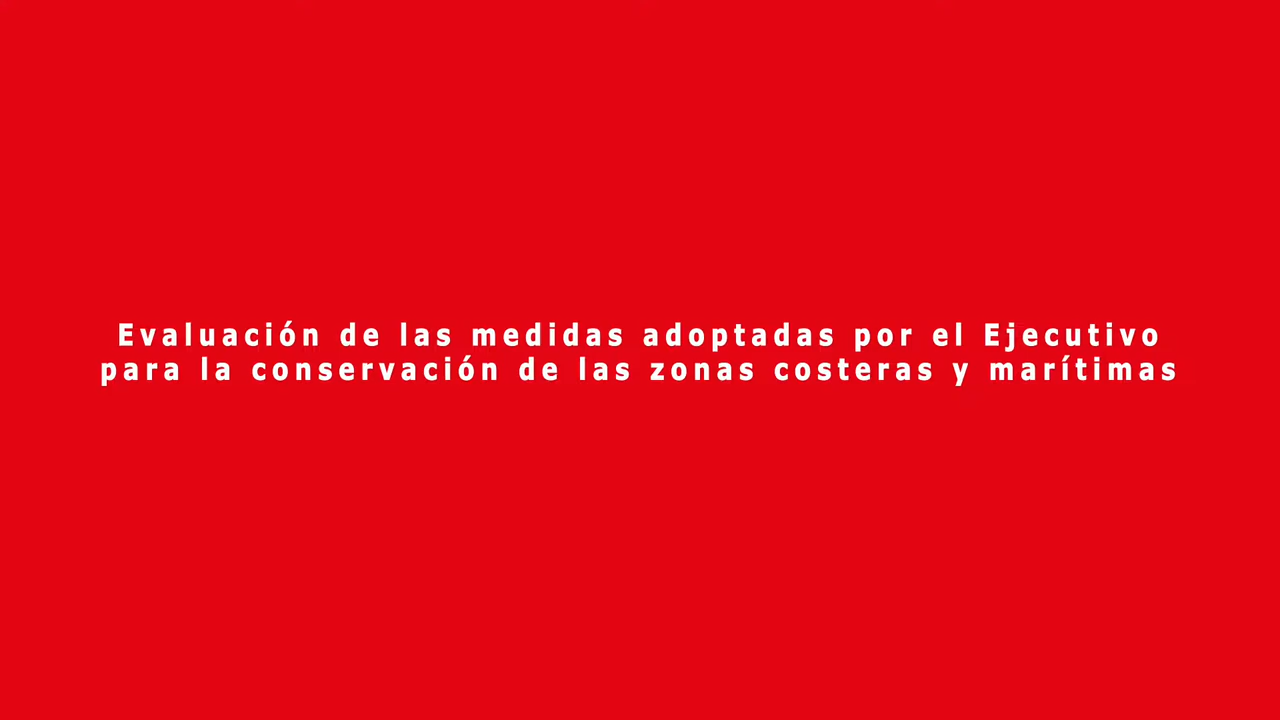 Evaluación de las medidas adoptadas por el Ejecutivo
para la conservación de las zonas costeras y marítimas